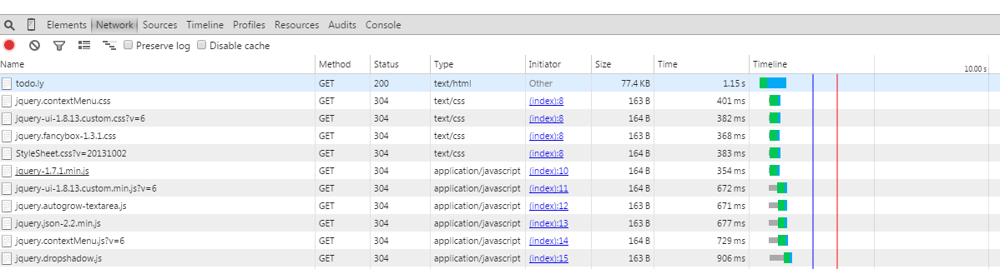 Elements Network Sources Timeline Profiles Resources Audits Console
Preserve log Disable cache
Name Method Status Type Initiator Size Time Timeline 10.00 s
todo.ly GET 200 text/html Other 77.4 KB 1.15 s
jquery.contextMenu.css GET 304 text/css (index):8 163 B 401 ms
jquery-ui-1.8.13.custom.css?v=6 GET 304 text/css (index):8 164 B 382 ms
jquery.fancybox-1.3.1.css GET 304 text/css (index):8 163 B 368 ms
StyleSheet.css?v=20131002 GET 304 text/css (index):8 164 B 383 ms
jquery-1.7.1.min.js GET 304 application/javascript (index):10 164 B 354 ms
jquery-ui-1.8.13.custom.min.js?v=6 GET 304 application/javascript (index):11 164 B 672 ms
jquery.autogrow-textarea.js GET 304 application/javascript (index):12 163 B 671 ms
jquery.json-2.2.min.js GET 304 application/javascript (index):13 163 B 677 ms
jquery.contextMenu.js?v=6 GET 304 application/javascript (index):14 164 B 729 ms
jquery.dropshadow.js GET 304 application/javascript (index):15 163 B 906 ms